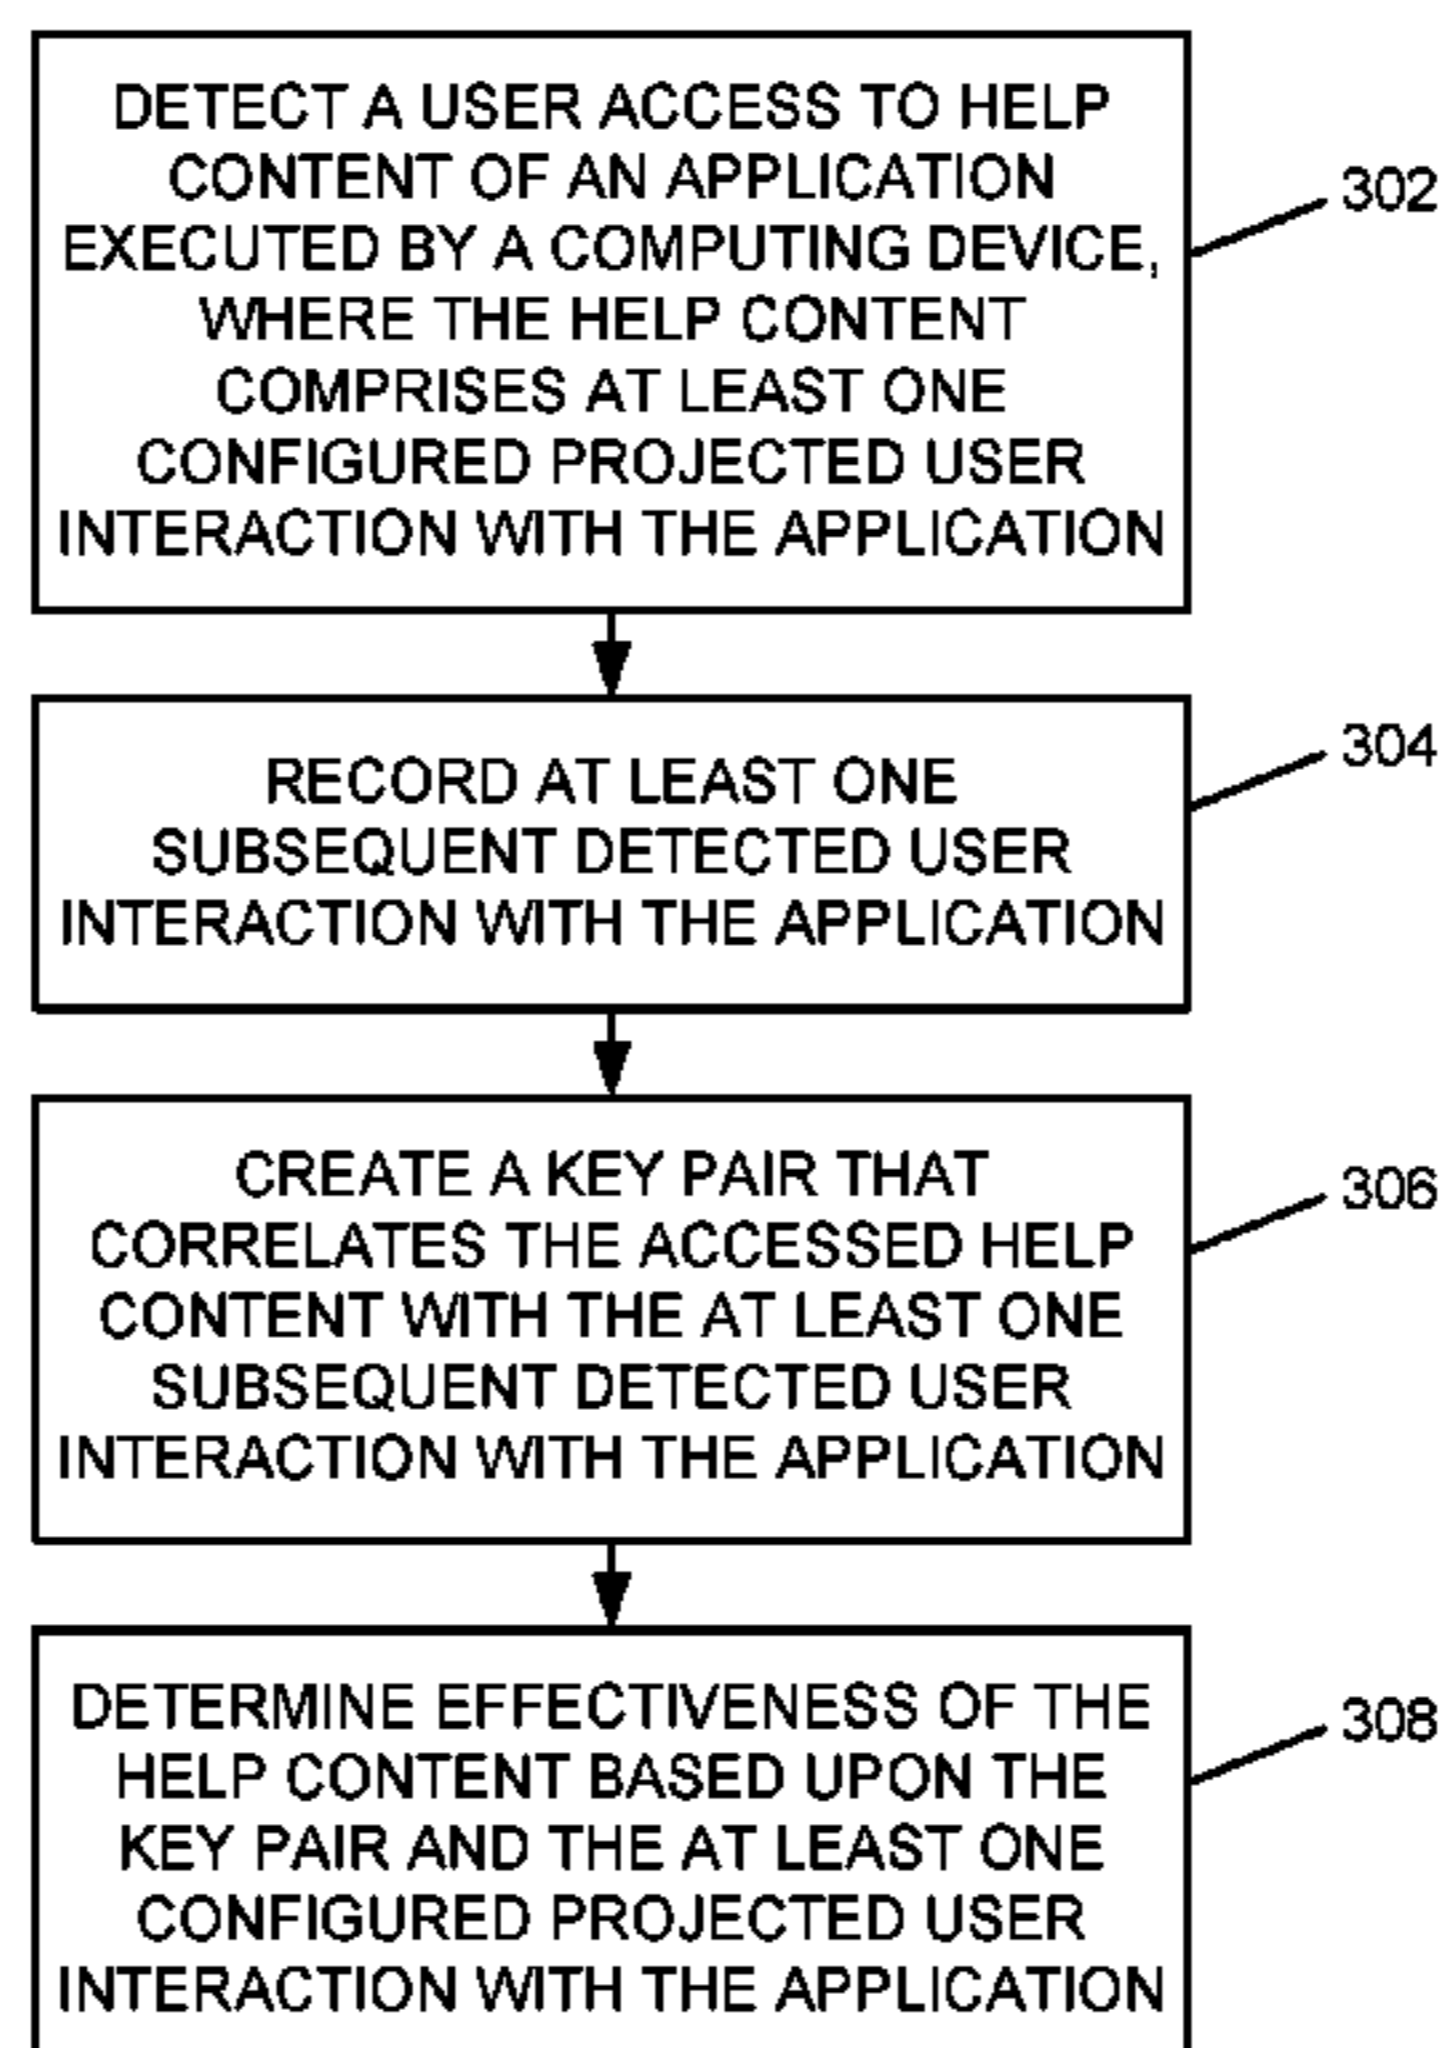 DETECT A USER ACCESS TO HELP
CONTENT OF AN APPLICATION
EXECUTED BY A COMPUTING DEVICE,
WHERE THE HELP CONTENT
COMPRISES AT LEAST ONE
CONFIGURED PROJECTED USER
INTERACTION WITH THE APPLICATION
302
RECORD AT LEAST ONE
SUBSEQUENT DETECTED USER
INTERACTION WITH THE APPLICATION
304
CREATE A KEY PAIR THAT
CORRELATES THE ACCESSED HELP
CONTENT WITH THE AT LEAST ONE
SUBSEQUENT DETECTED USER
INTERACTION WITH THE APPLICATION
306
DETERMINE EFFECTIVENESS OF THE
HELP CONTENT BASED UPON THE
KEY PAIR AND THE AT LEAST ONE
CONFIGURED PROJECTED USER
INTERACTION WITH THE APPLICATION
308